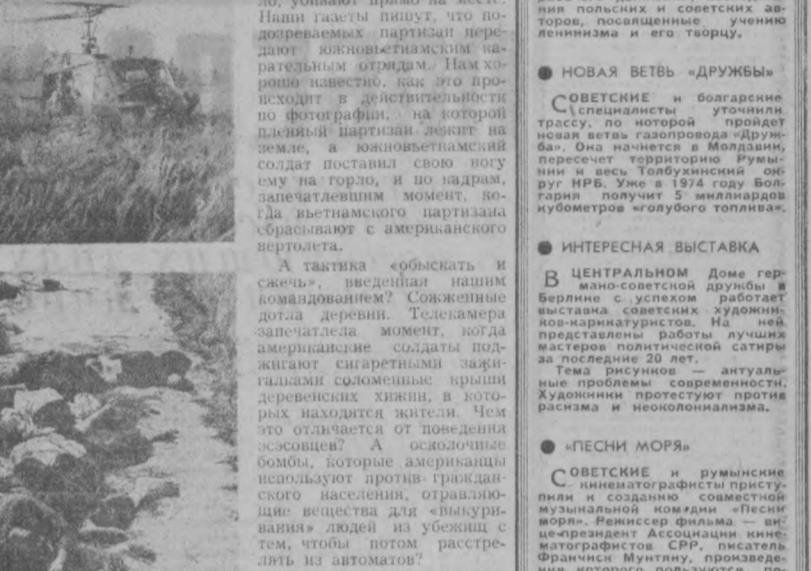 ло, убивают прямо на месте.
Наши газеты пишут, что по-
дозреваемых партизан пере-
дают южновьетнамским ка-
рательным отрядам. Нам хо-
рошо известно, как это про-
исходит в действительности
по фотографии, на которой
пленный партизан лежит на
земле, а южновьетнамский
солдат поставил свою ногу
ему на горло, и по кадрам,
запечатлевшим момент, ко-
гда вьетнамского партизана
сбрасывают с американского
вертолета.
А тактика «обыскать и
сжечь», введенная нашим
командованием? Сожженные
дотла деревни. Телекамера
запечатлела момент, когда
американские солдаты под-
жигают сигаретными зажи-
галками соломенные крыши
деревенских хижин, в кото-
рых находятся жители. Чем
это отличается от поведения
эсэсовцев? А осколочные
бомбы, которые американцы
используют против граждан-
ского населения, отравляю-
щие вещества для «выкури-
вания» людей из убежищ с
тем, чтобы потом расстре-
лять из автоматов?
ния польских и советских ав-
торов, посвященные учению
ленинизма и его творцу.
● НОВАЯ ВЕТВЬ «ДРУЖБЫ»
СОВЕТСКИЕ и болгарские
специалисты уточнили
трассу, по которой пройдет
новая ветвь газопровода «Друж-
ба». Она начнется в Молдавии,
пересечет территорию Румы-
нии и весь Толбухинский ок-
руг НРБ. Уже в 1974 году Бол-
гария получит 5 миллиардов
кубометров «голубого топлива».
● ИНТЕРЕСНАЯ ВЫСТАВКА
В ЦЕНТРАЛЬНОМ Доме гер-
мано-советской дружбы в
Берлине с успехом работает
выставка советских художни-
ков-карикатуристов. На ней
представлены работы лучших
мастеров политической сатиры
за последние 20 лет.
Тема рисунков — актуаль-
ные проблемы современности.
Художники протестуют против
расизма и неоколониализма.
● «ПЕСНИ МОРЯ»
СОВЕТСКИЕ и румынские
кинематографисты присту-
пили к созданию совместной
музыкальной комедии «Песни
моря». Режиссер фильма — ви-
це-президент Ассоциации кине-
матографистов СРР, писатель
Франчиск Мунтяну, произведе-
ния которого пользуются по-